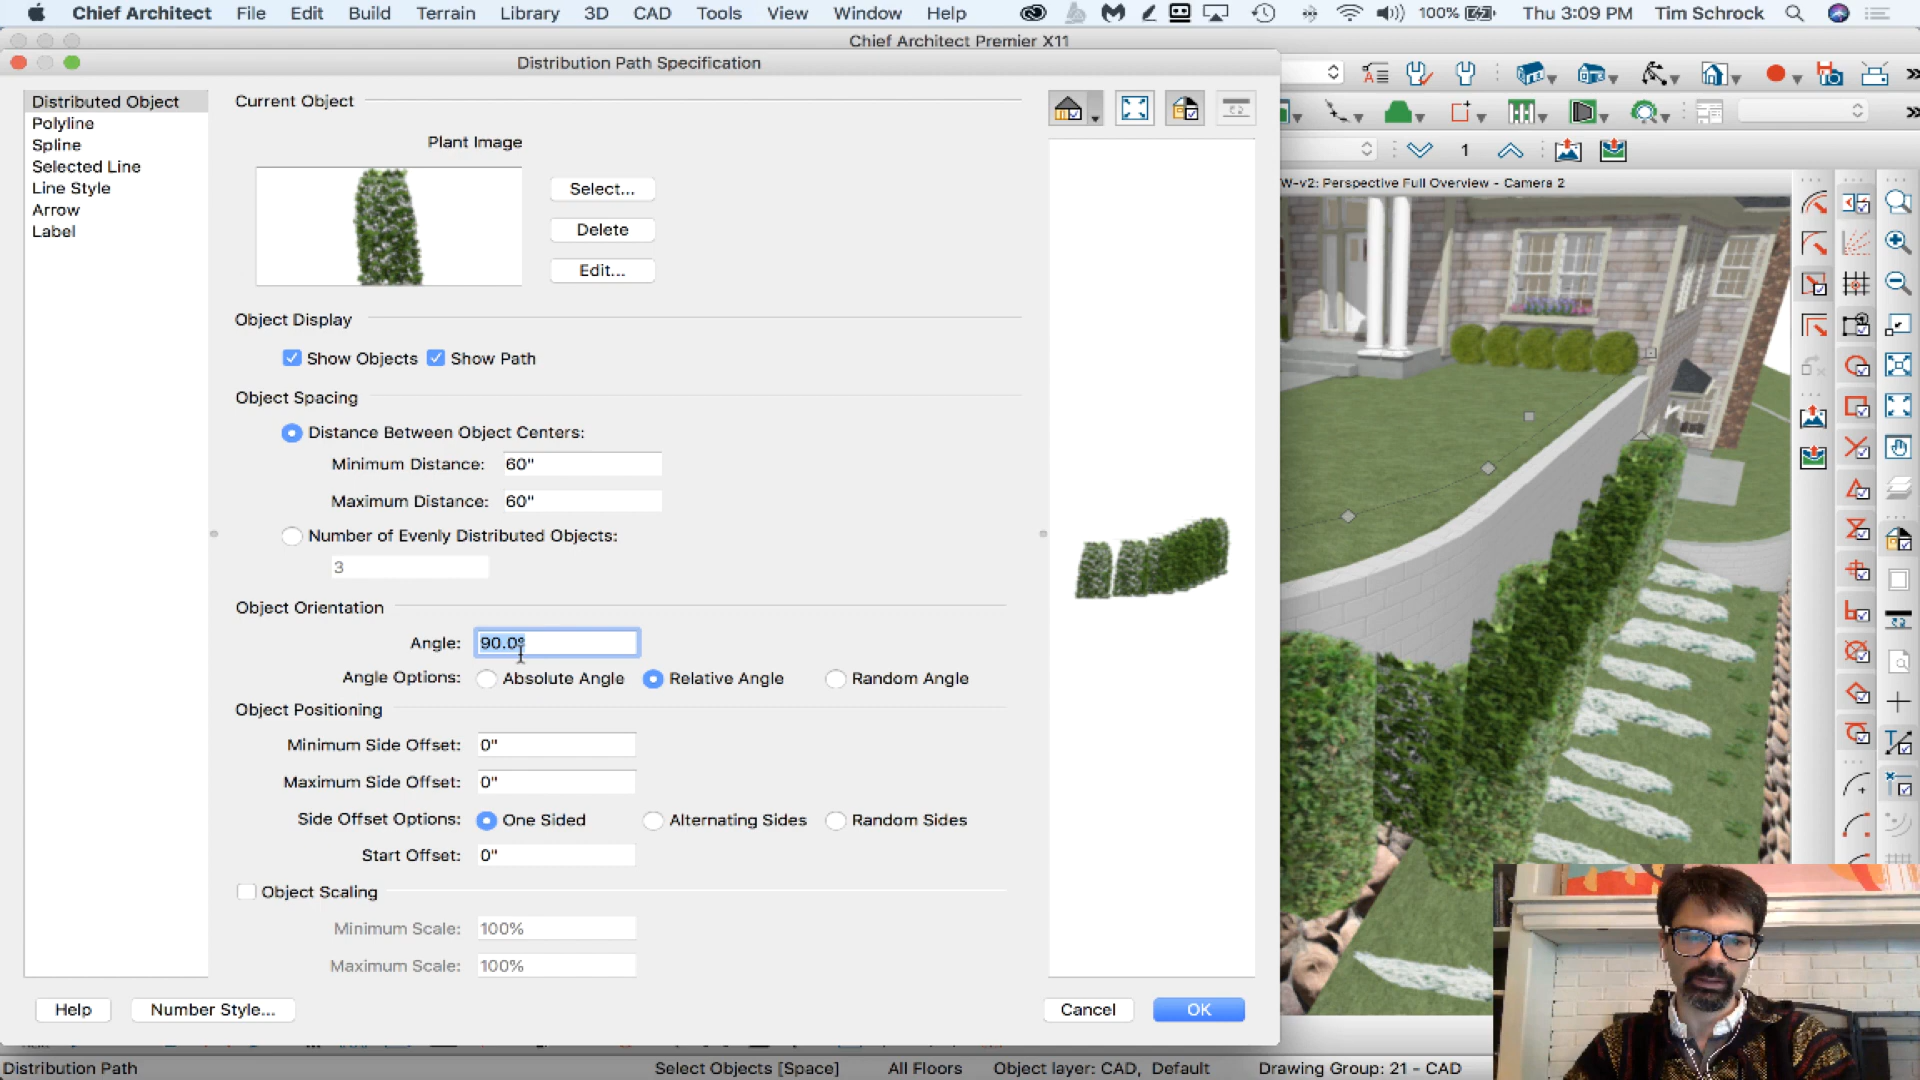 Chief Architect File Edit Build Terrain Library 3D CAD Tools View Window Help 100% Thu 3:09 PM Tim Schrock
Chief Architect Premier X11
Distribution Path Specification
Distributed Object
Polyline
Spline
Selected Line
Line Style
Arrow
Label
Current Object
Plant Image
Select...
Delete
Edit...
Object Display
Show Objects Show Path
Object Spacing
Distance Between Object Centers:
Minimum Distance: 60"
Maximum Distance: 60"
Number of Evenly Distributed Objects:
3
Object Orientation
Angle: 90.0°
Angle Options: Absolute Angle Relative Angle Random Angle
Object Positioning
Minimum Side Offset: 0"
Maximum Side Offset: 0"
Side Offset Options: One Sided Alternating Sides Random Sides
Start Offset: 0"
Object Scaling
Minimum Scale: 100%
Maximum Scale: 100%
Help Number Style... Cancel OK
1
W-v2: Perspective Full Overview - Camera 2
Distribution Path Select Objects [Space] All Floors Object layer: CAD, Default Drawing Group: 21 - CAD